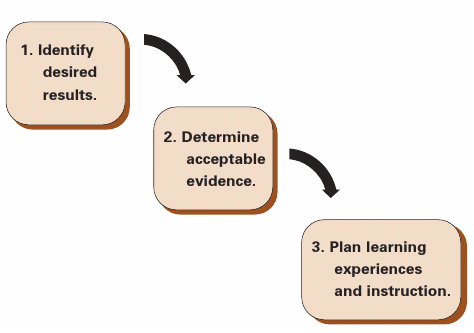 1. Identify
desired
results.
2. Determine
acceptable
evidence.
3. Plan learning
experiences
and instruction.